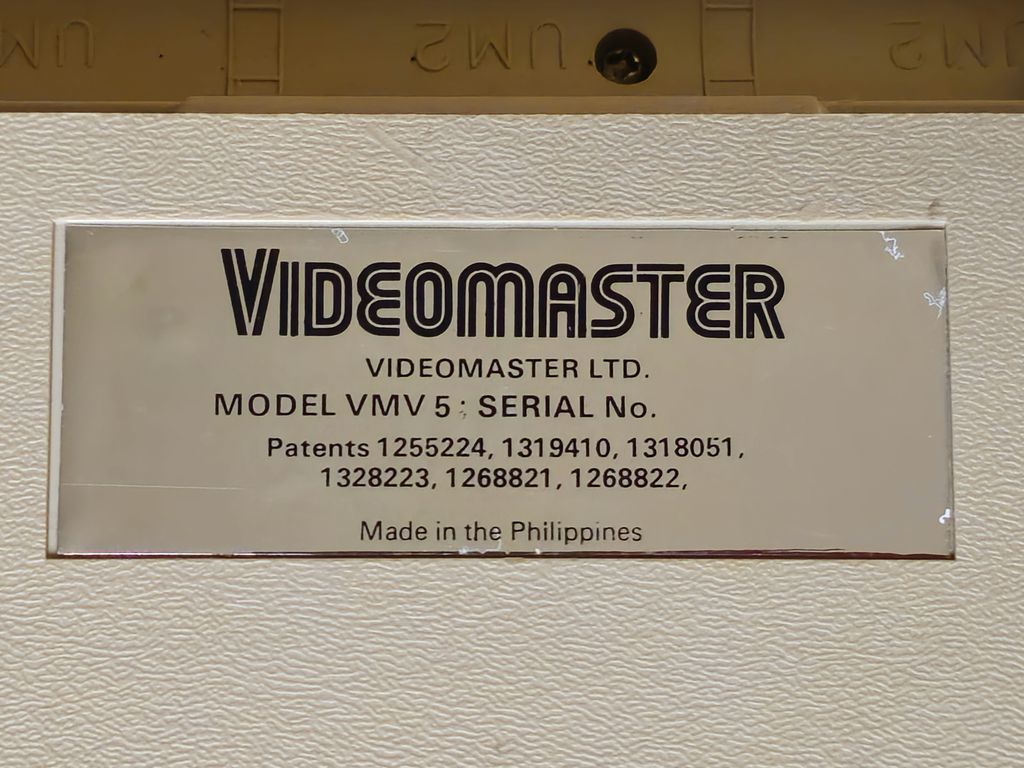 UM2
UM2
VIDEOMASTER
VIDEOMASTER LTD.
MODEL VMV 5 : SERIAL No.
Patents 1255224, 1319410, 1318051,
1328223, 1268821, 1268822,
Made in the Philippines